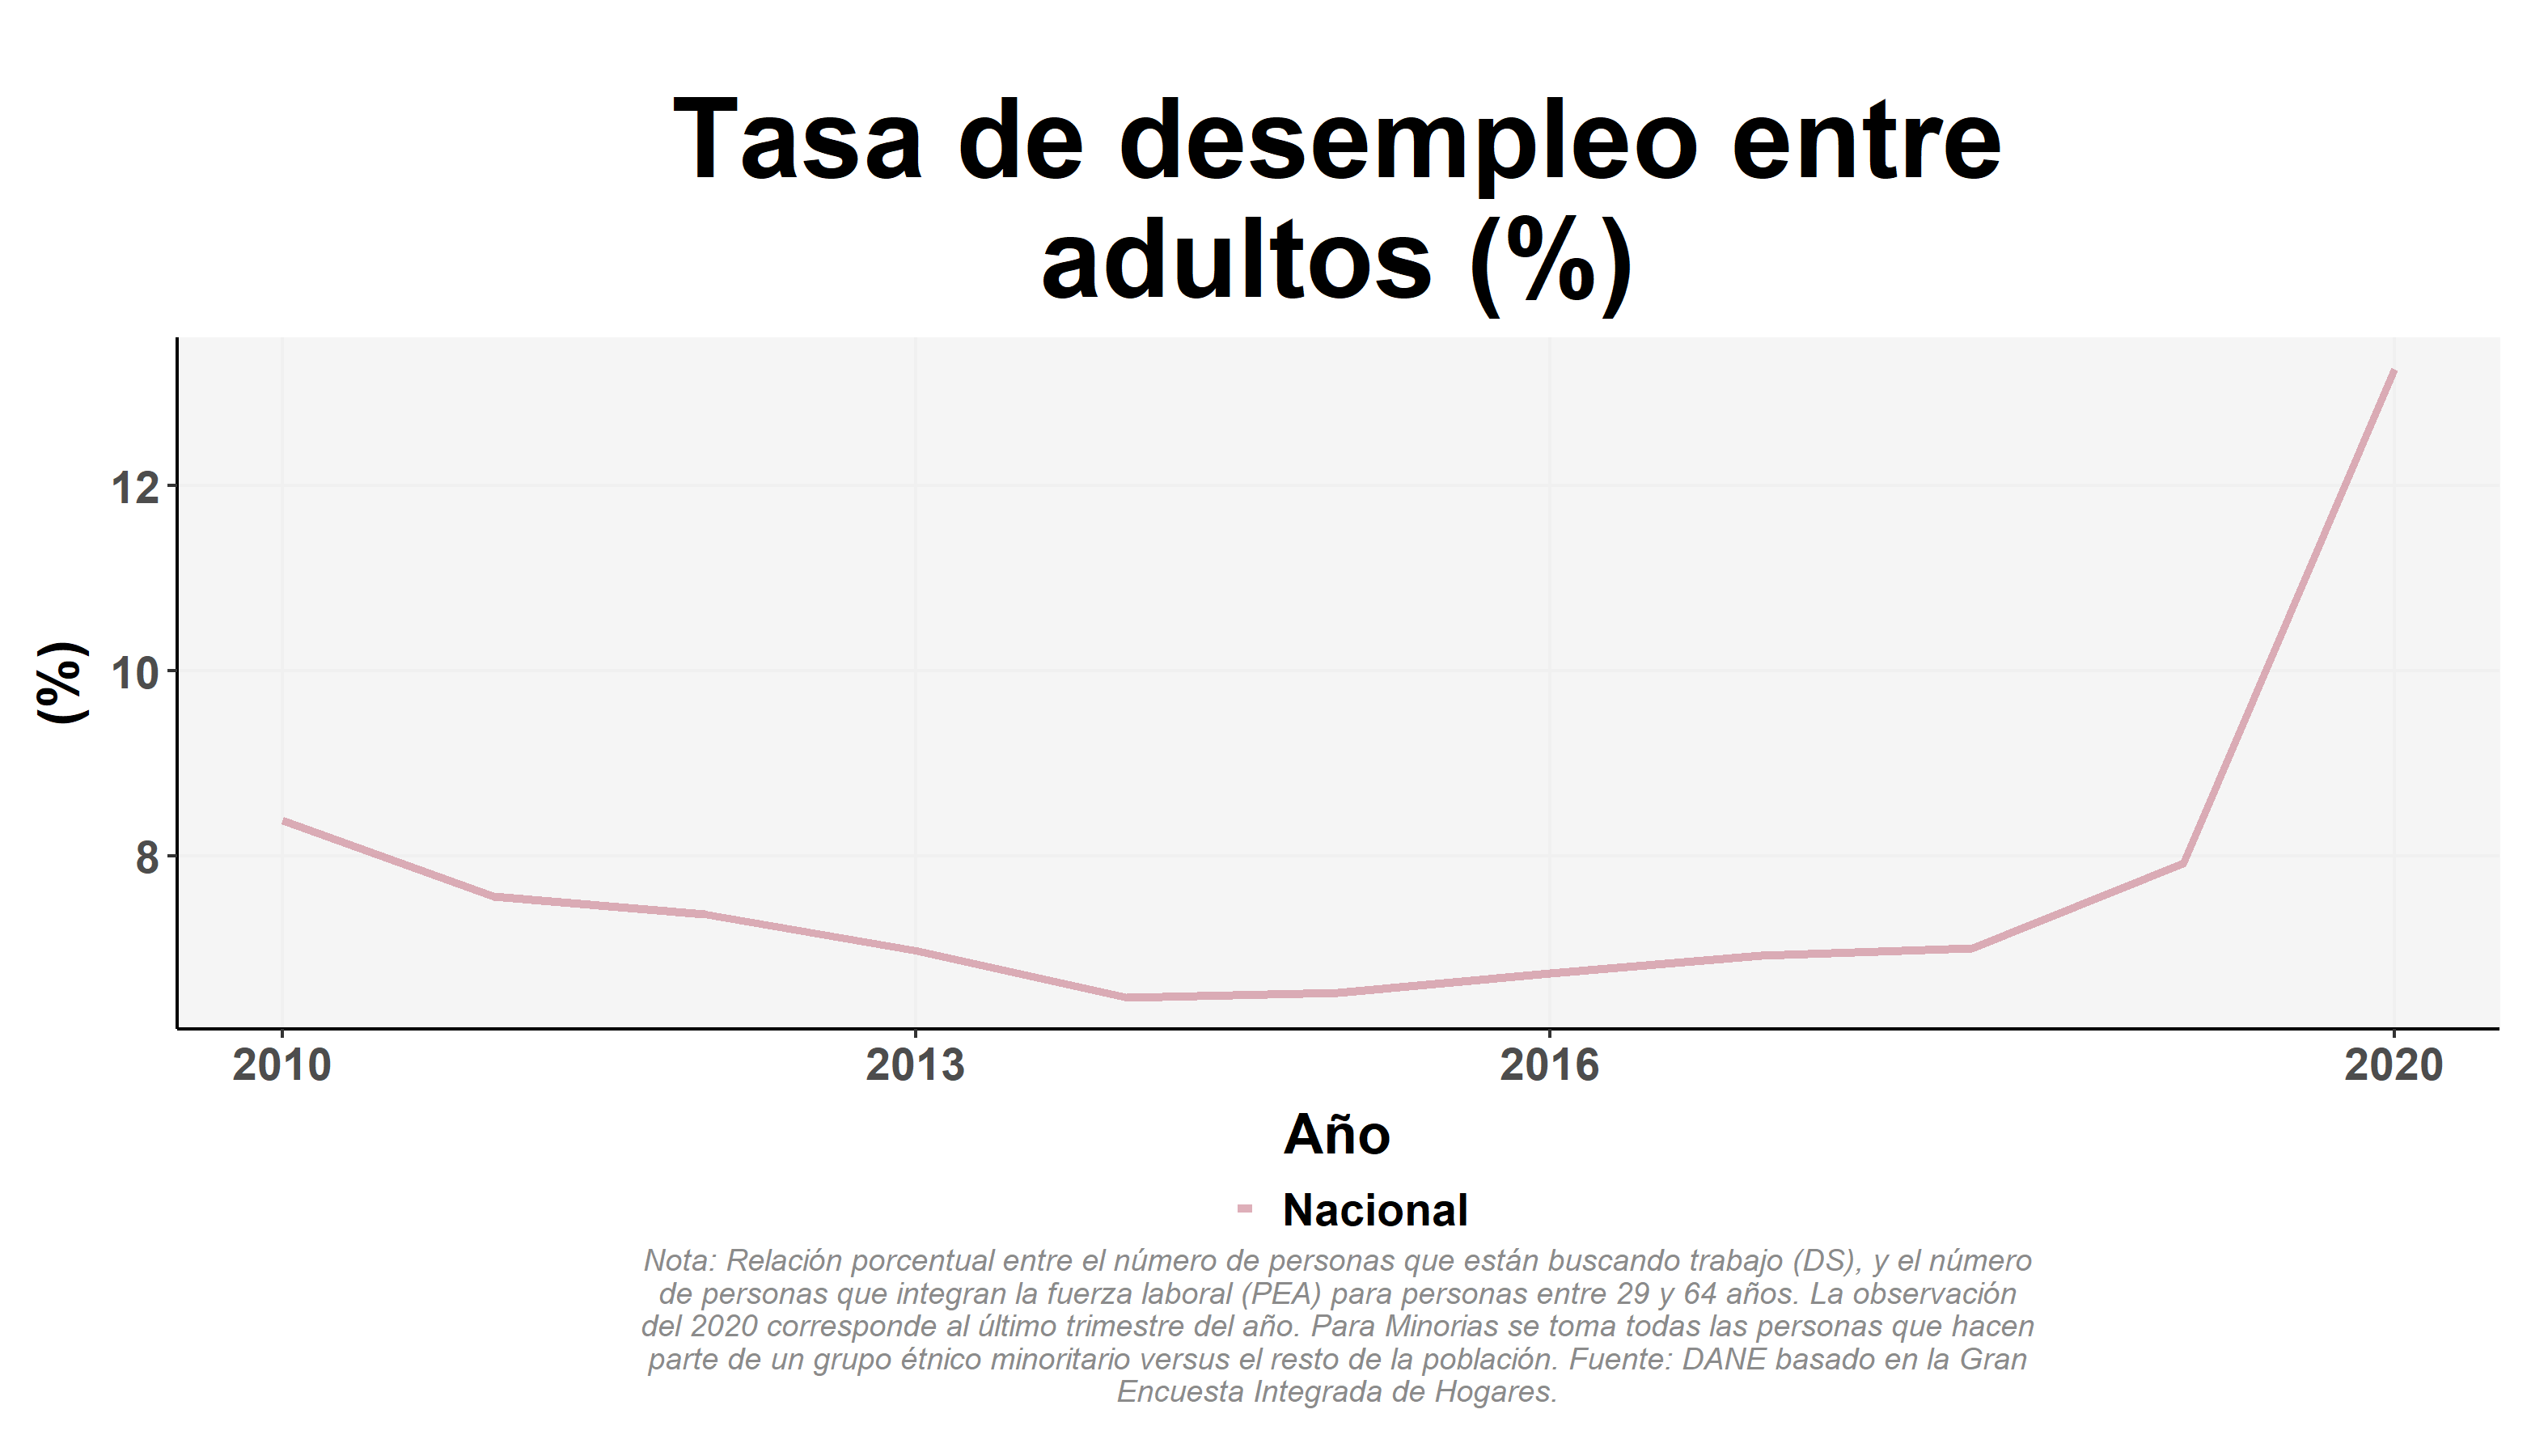 Tasa de desempleo entre
adultos (%)
(%)
12
10
8
2010
2013
2016
2020
Año
Nacional
Nota: Relación porcentual entre el número de personas que están buscando trabajo (DS), y el número
de personas que integran la fuerza laboral (PEA) para personas entre 29 y 64 años. La observación
del 2020 corresponde al último trimestre del año. Para Minorias se toma todas las personas que hacen
parte de un grupo étnico minoritario versus el resto de la población. Fuente: DANE basado en la Gran
Encuesta Integrada de Hogares.